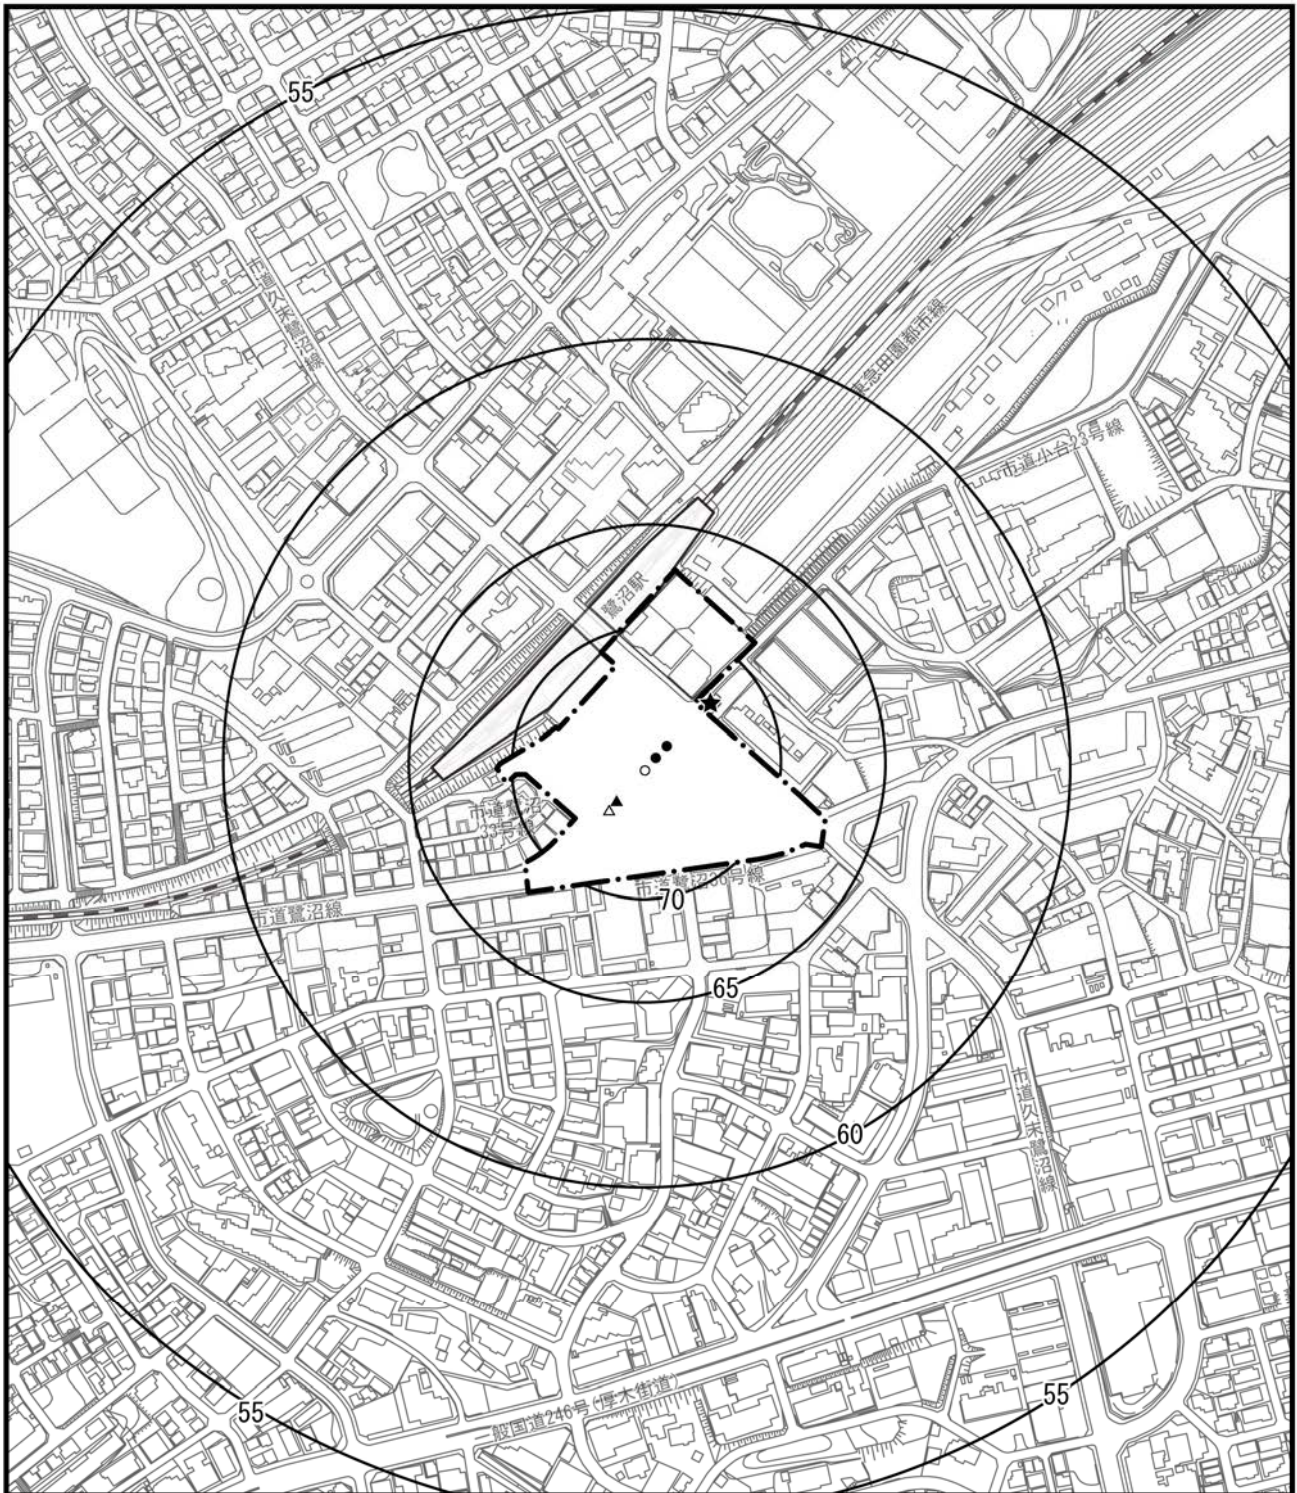 55
市道久末鷺沼線
東急田園都市線
市道小台23号線
鷺沼駅
市道鷺沼
33号線
市道鷺沼36号線
市道鷺沼線
70
65
60
市道久末鷺沼線
55
55
一般国道246号(厚木街道)